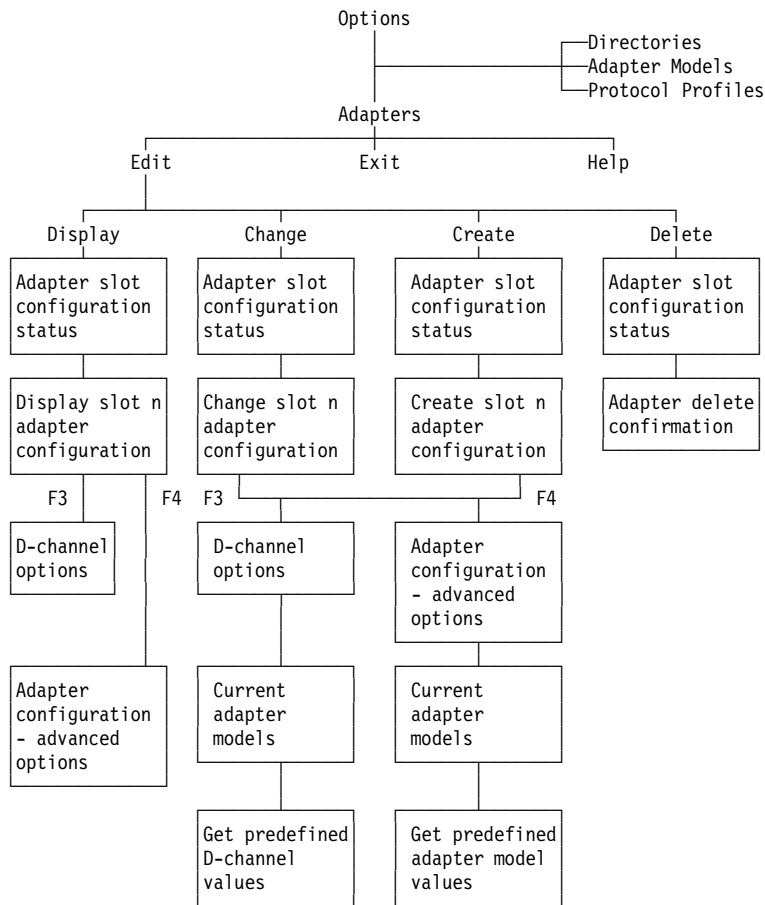 Options
Directories
Adapter Models
Protocol Profiles
Adapters
Edit Exit Help
Display Change Create Delete
Adapter slot
configuration
status
Adapter slot
configuration
status
Adapter slot
configuration
status
Adapter slot
configuration
status
Display slot n
adapter
configuration
Change slot n
adapter
configuration
Create slot n
adapter
configuration
Adapter delete
confirmation
F3 F4 F3 F4
D-channel
options
D-channel
options
Adapter
configuration
- advanced
options
Adapter
configuration
- advanced
options
Current
adapter
models
Current
adapter
models
Get predefined
D-channel
values
Get predefined
adapter model
values